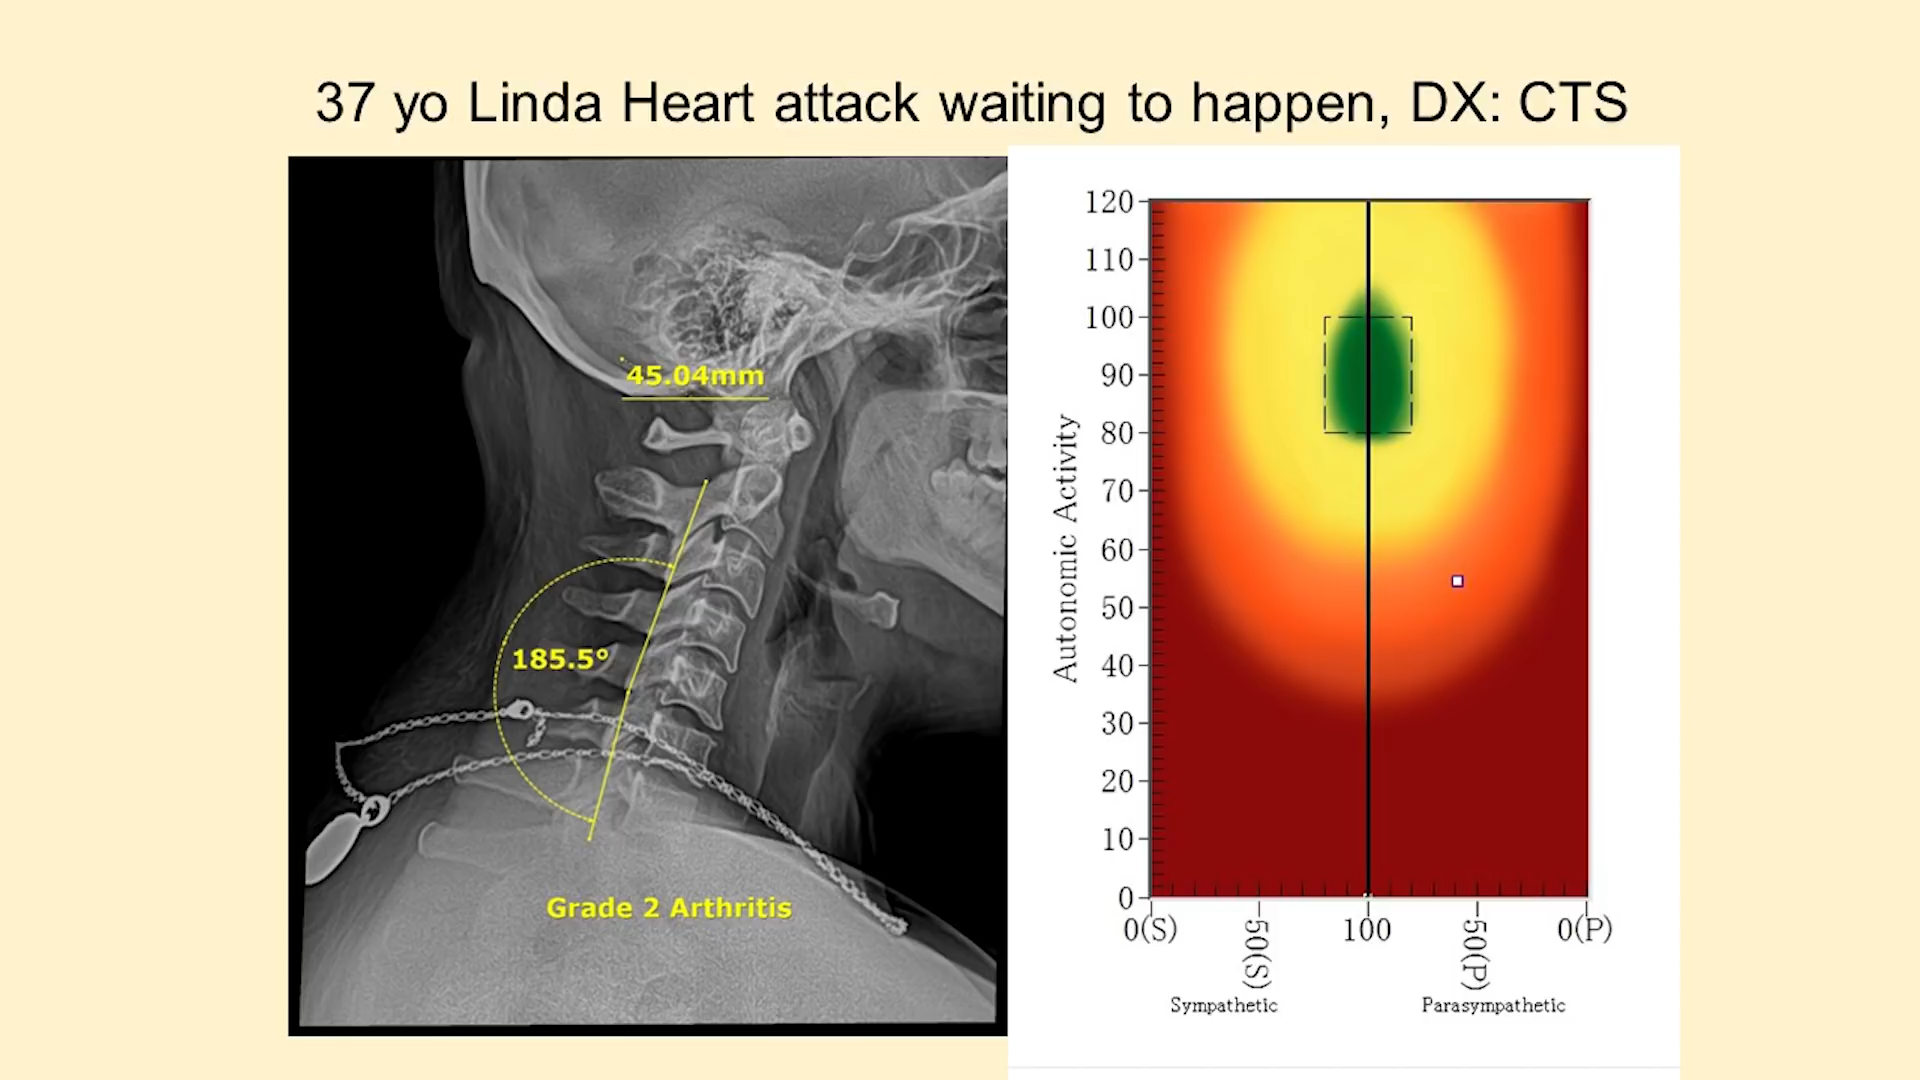 37 yo Linda Heart attack waiting to happen, DX: CTS
45.04mm
185.5°
Grade 2 Arthritis
120
110
100
90
80
70
60
50
40
30
20
10
0
Autonomic Activity
0(S) 50(S) 100 50(P) 0(P)
Sympathetic Parasympathetic